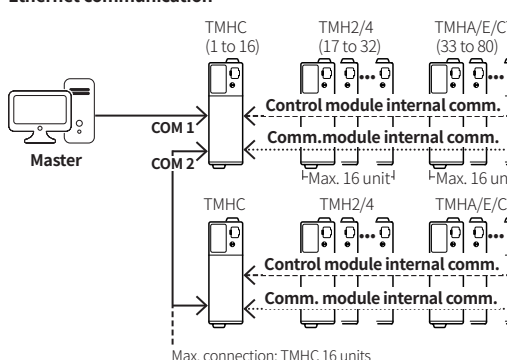 Ethernet communication
TMHC
(1 to 16)
TMH2/4
(17 to 32)
TMHA/E/C
(33 to 80)
Control module internal comm.
COM 1
Comm.module internal comm.
Master
COM 2
Max. 16 unit
Max. 16 un
TMHC
TMH2/4
TMHA/E/C
Control module internal comm.
Comm. module internal comm.
Max. connection: TMHC 16 units